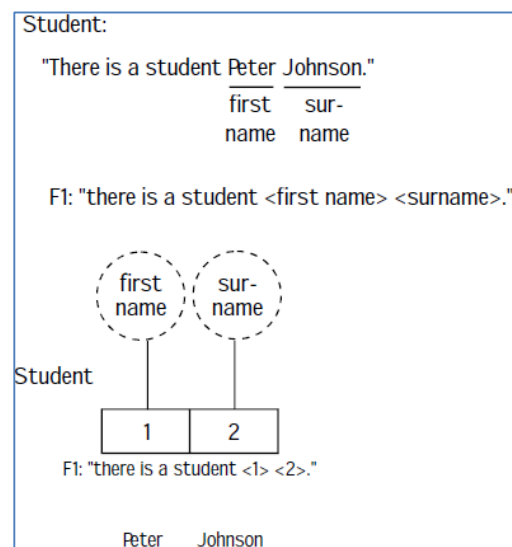 Student:
"There is a student Peter Johnson."
first sur-
name name
F1: "there is a student <first name> <surname>."
first sur-
name name
Student
1 2
F1: "there is a student <1> <2>."
Peter Johnson